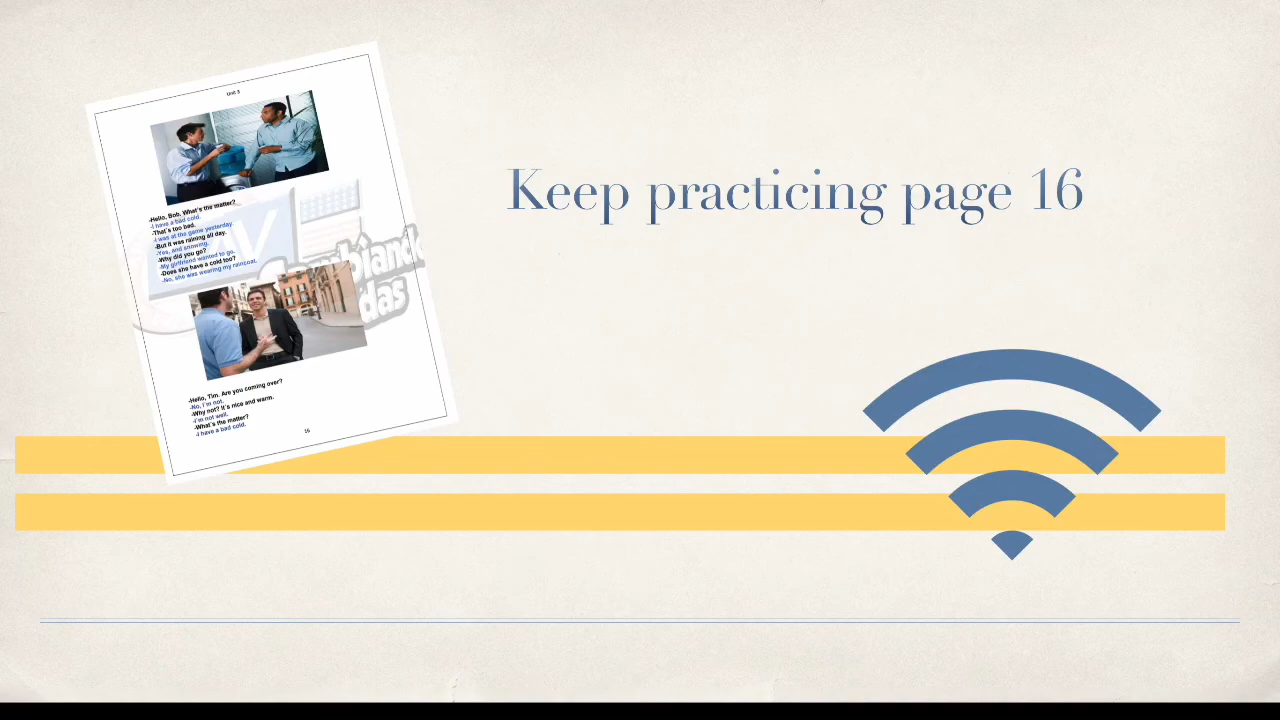 Unit 3
-Hello, Bob. What's the matter?
-I have a bad cold.
-That's too bad.
-I was at the game yesterday.
-But it was raining all day.
-Yes, and snowing.
-Why did you go?
-My girlfriend wanted to go.
-Does she have a cold too?
-No, she was wearing my raincoat.
-Hello, Tim. Are you coming over?
-No, I'm not.
-Why not? It's nice and warm.
-I'm not well.
-What's the matter?
-I have a bad cold.
16
Keep practicing page 16